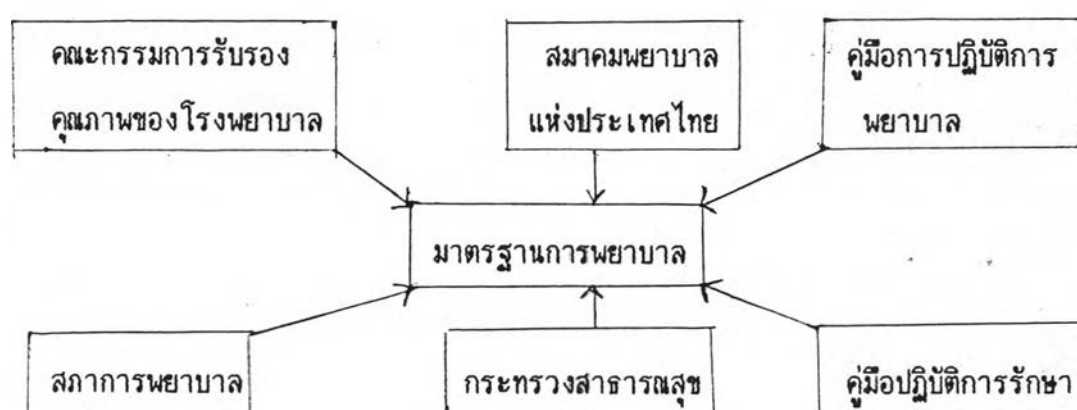 คณะกรรมการรับรอง
คุณภาพของโรงพยาบาล
สมาคมพยาบาล
แห่งประเทศไทย
คู่มือการปฏิบัติการ
พยาบาล
มาตรฐานการพยาบาล
สภาการพยาบาล
กระทรวงสาธารณสุข
คู่มือปฏิบัติการรักษา